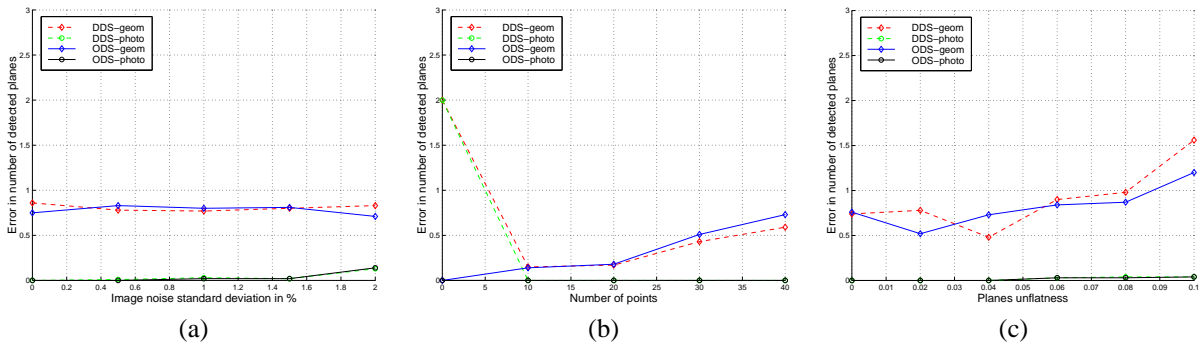 Error in number of detected planes
3
2.5
2
1.5
1
0.5
0
DDS-geom
DDS-photo
ODS-geom
ODS-photo
0 0.2 0.4 0.6 0.8 1.0 1.2 1.4 1.6 1.8 2
Image noise standard deviation in %
(a)
Error in number of detected planes
3
2.5
2
1.5
1
0.5
0
DDS-geom
DDS-photo
ODS-geom
ODS-photo
0 5 10 15 20 25 30 35 40
Number of points
(b)
Error in number of detected planes
3
2.5
2
1.5
1
0.5
0
DDS-geom
DDS-photo
ODS-geom
ODS-photo
0 0.01 0.02 0.03 0.04 0.05 0.06 0.07 0.08 0.09 0.1
Planes unflatness
(c)